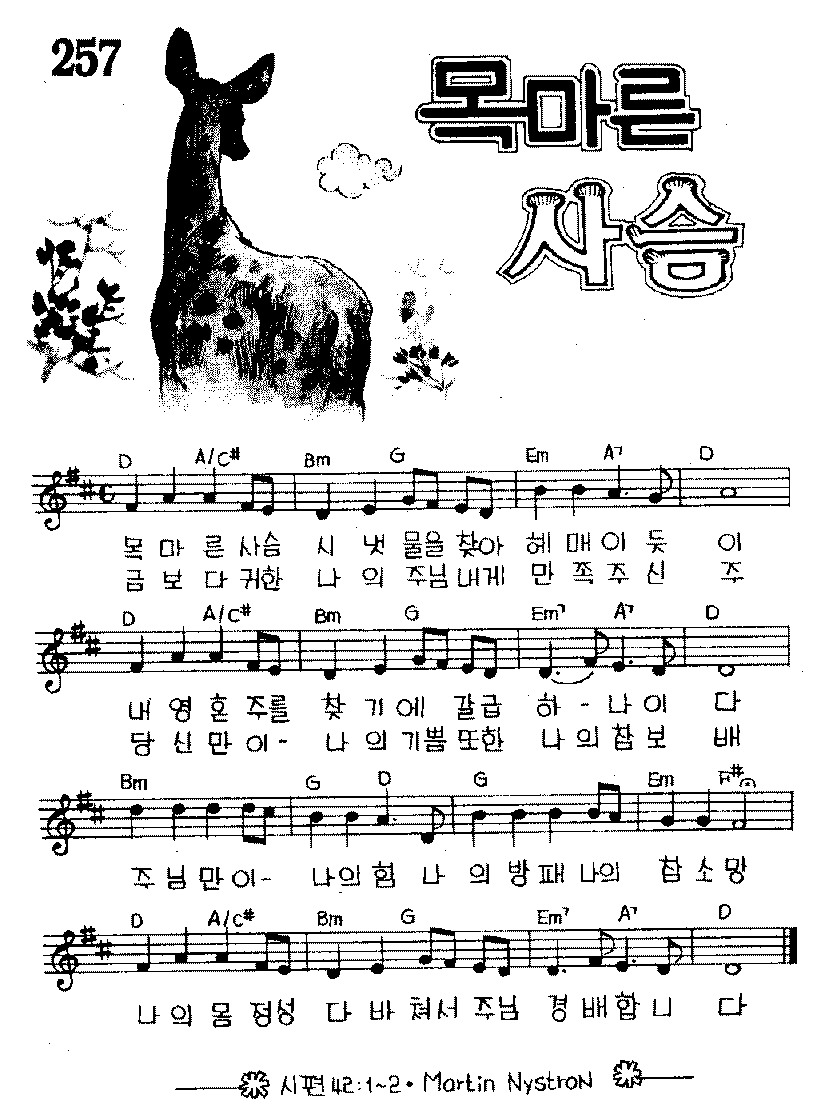 257
목마른
사슴
D A/C# Bm G Em A7 D
목 마 른 사슴 시 냇 물을 찾아 헤 매 이 듯 이
금 보 다 귀한 나 의 주님 내게 만 족 주 신 주
D A/C# Bm G Em7 A7 D
내 영 혼 주를 찾 기 에 갈급 하 - 나 이 다
당 신 만 이 - 나 의 기쁨 또한 나 의 참 보 배
Bm G D G Em F#
주 님 만 이 - 나의 힘 나 의 방 패 나의 참 소 망
D A/C# Bm G Em7 A7 D
나 의 몸 정성 다 바 쳐서 주님 경 배 합 니 다
시편 42:1~2 • Martin NystroN